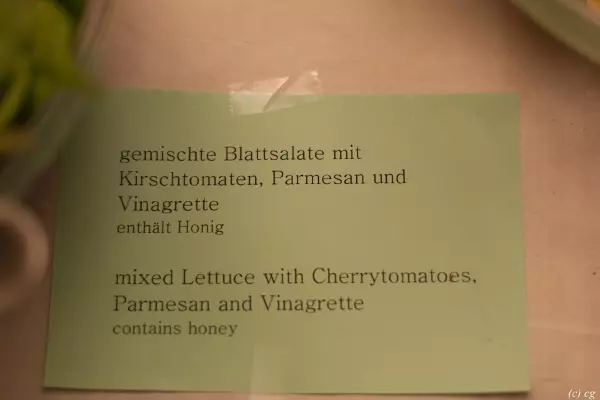 gemischte Blattsalate mit
Kirschtomaten, Parmesan und
Vinagrette
enthält Honig
mixed Lettuce with Cherrytomatoes,
Parmesan and Vinagrette
contains honey
(c) cg